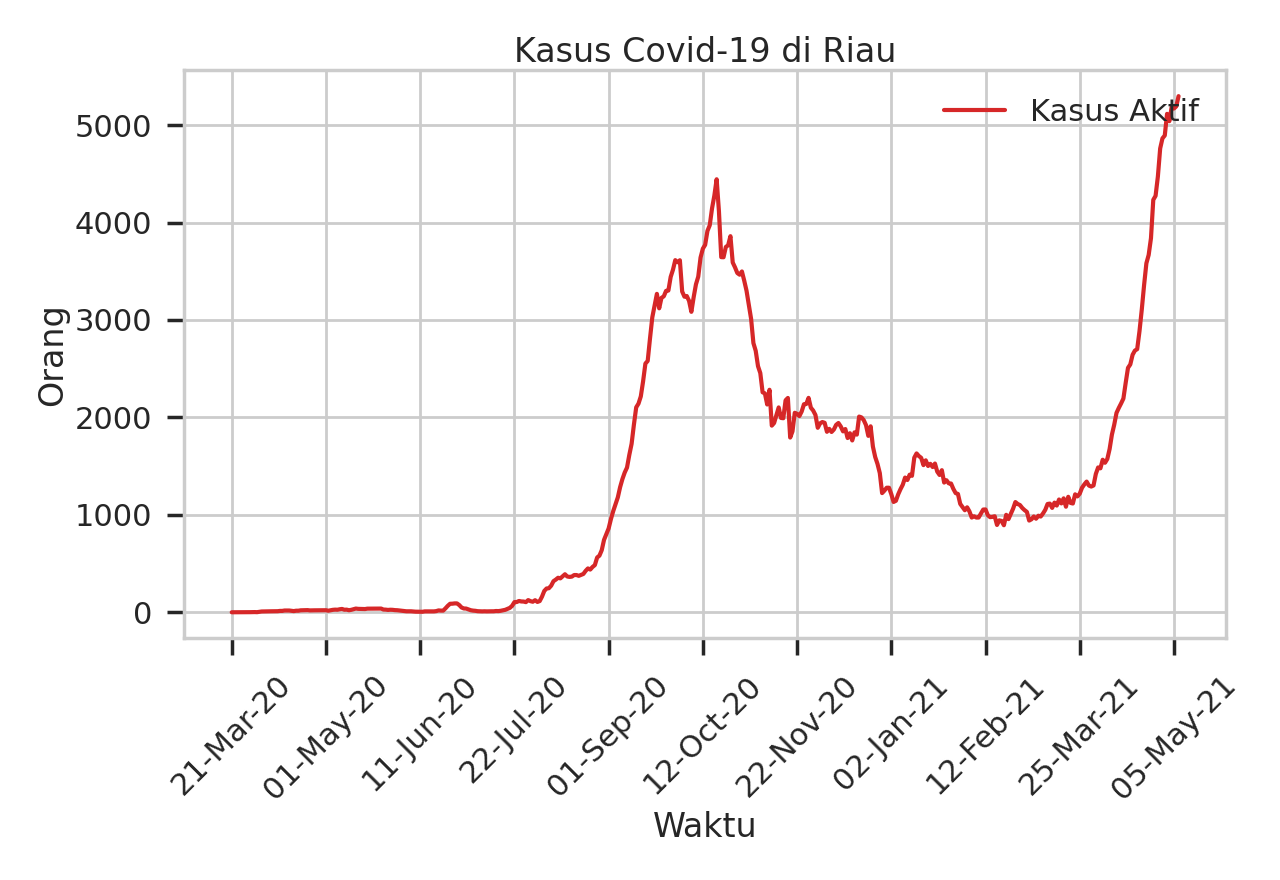 Kasus Covid-19 di Riau
Kasus Aktif
Orang
5000
4000
3000
2000
1000
0
21-Mar-20
01-May-20
11-Jun-20
22-Jul-20
01-Sep-20
12-Oct-20
22-Nov-20
02-Jan-21
12-Feb-21
25-Mar-21
05-May-21
Waktu